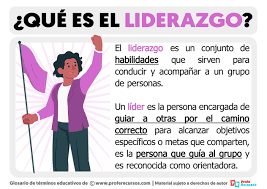 ¿QUÉ ES EL LIDERAZGO?
El liderazgo es un conjunto de
habilidades que sirven para
conducir y acompañar a un grupo
de personas.
Un líder es la persona encargada de
guiar a otras por el camino
correcto para alcanzar objetivos
específicos o metas que comparten,
es la persona que guía al grupo y
es reconocida como orientadora.
Glosario de términos educativos de © www.proferecursos.com | Material sujeto a derechos de autor
Profe
Recursos